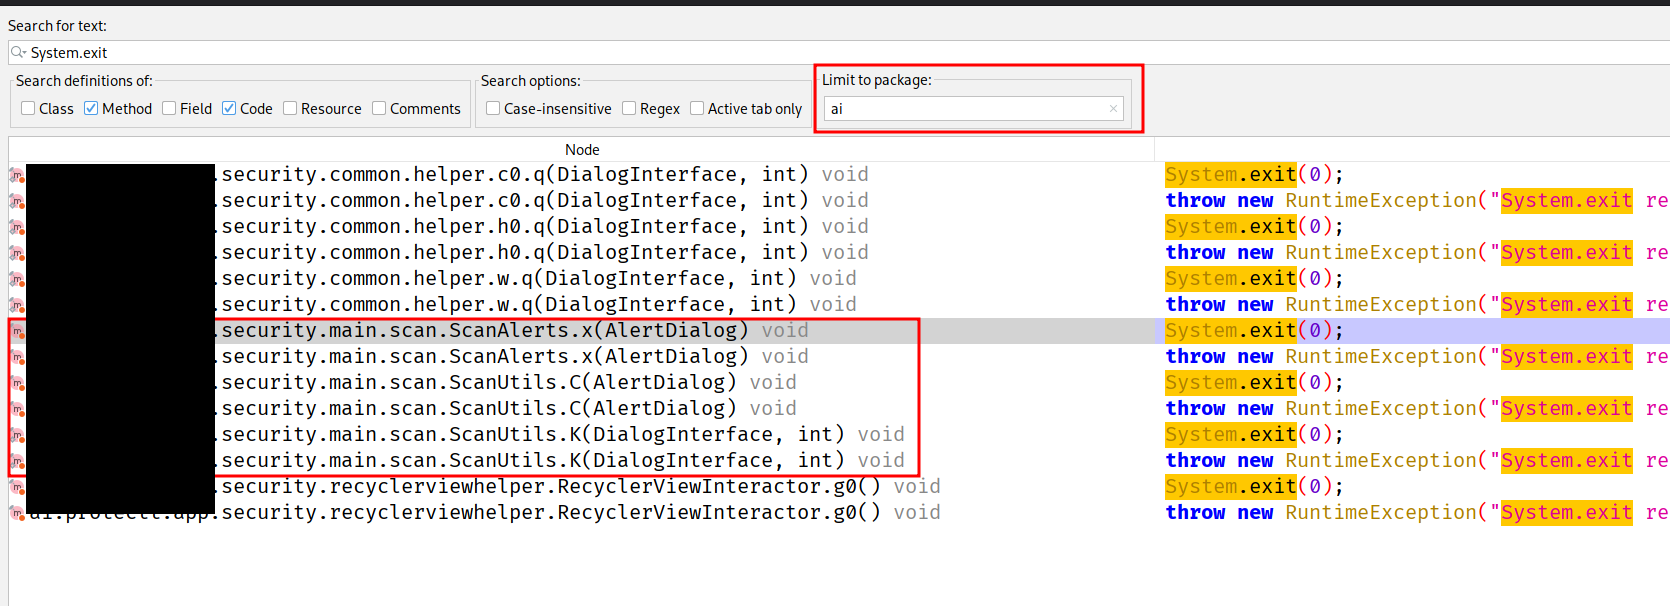 Search for text:
System.exit
Search definitions of: Search options: Limit to package:
Class Method Field Code Resource Comments Case-insensitive Regex Active tab only ai
Node
.security.common.helper.c0.q(DialogInterface, int) void System.exit(0);
.security.common.helper.c0.q(DialogInterface, int) void throw new RuntimeException("System.exit re
.security.common.helper.h0.q(DialogInterface, int) void System.exit(0);
.security.common.helper.h0.q(DialogInterface, int) void throw new RuntimeException("System.exit re
.security.common.helper.w.q(DialogInterface, int) void System.exit(0);
.security.common.helper.w.q(DialogInterface, int) void throw new RuntimeException("System.exit re
.security.main.scan.ScanAlerts.x(AlertDialog) void System.exit(0);
.security.main.scan.ScanAlerts.x(AlertDialog) void throw new RuntimeException("System.exit re
.security.main.scan.ScanUtils.C(AlertDialog) void System.exit(0);
.security.main.scan.ScanUtils.C(AlertDialog) void throw new RuntimeException("System.exit re
.security.main.scan.ScanUtils.K(DialogInterface, int) void System.exit(0);
.security.main.scan.ScanUtils.K(DialogInterface, int) void throw new RuntimeException("System.exit re
.security.recyclerviewhelper.RecyclerViewInteractor.g0() void System.exit(0);
.security.recyclerviewhelper.RecyclerViewInteractor.g0() void throw new RuntimeException("System.exit re